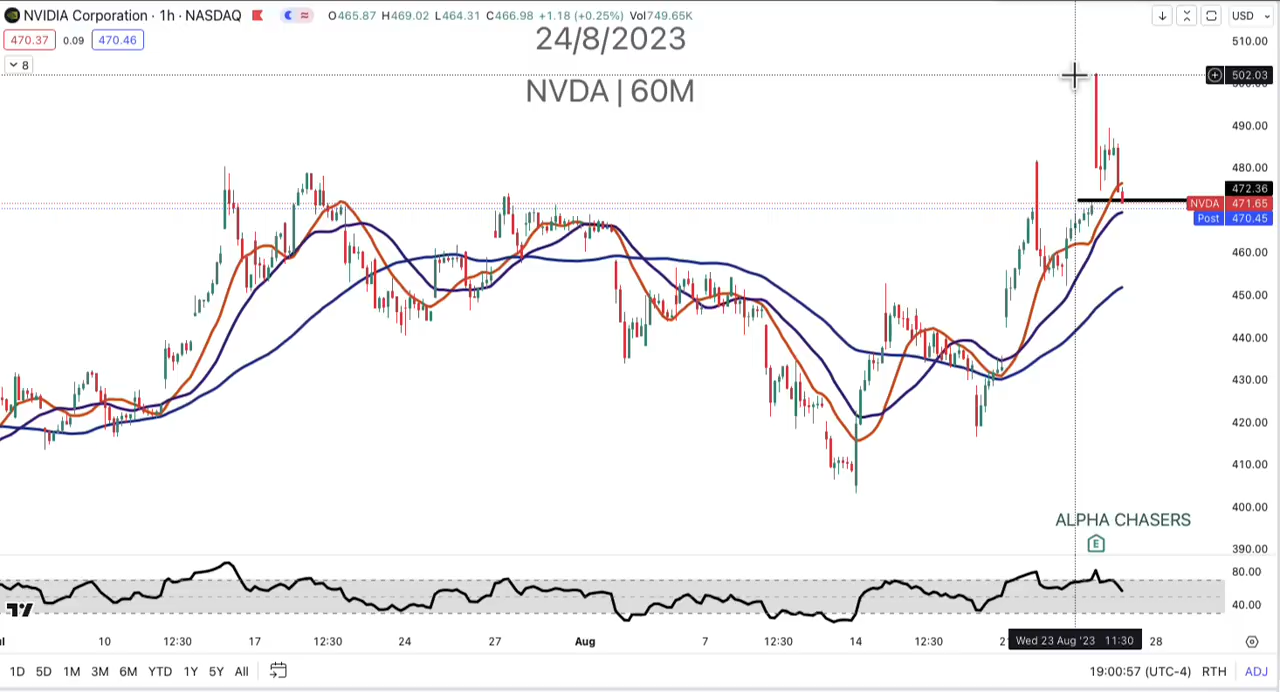 NVIDIA Corporation · 1h · NASDAQ O465.87 H469.02 L464.31 C466.98 +1.18 (+0.25%) Vol749.65K USD
470.37 0.09 470.46
8
24/8/2023
NVDA | 60M
510.00
502.03
490.00
480.00
472.36
NVDA 471.65
Post 470.45
460.00
450.00
440.00
430.00
420.00
410.00
400.00
390.00
ALPHA CHASERS
E
80.00
40.00
10 12:30 17 12:30 24 27 Aug 7 12:30 14 12:30 Wed 23 Aug '23 11:30 28
1D 5D 1M 3M 6M YTD 1Y 5Y All 19:00:57 (UTC-4) RTH ADJ